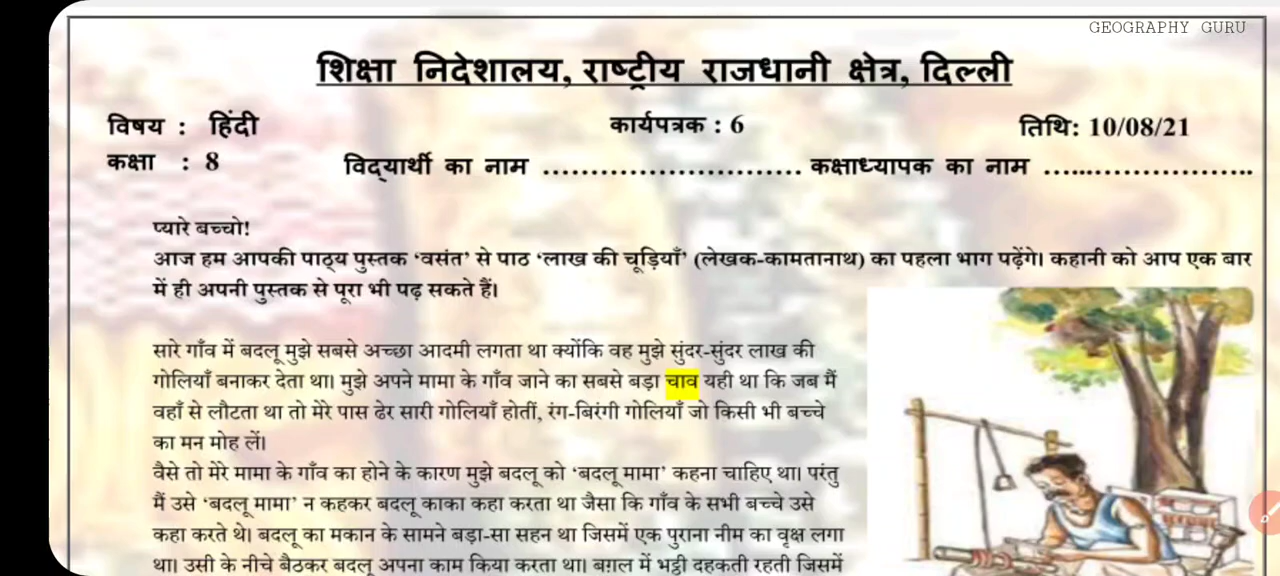 GEOGRAPHY GURU
शिक्षा निदेशालय, राष्ट्रीय राजधानी क्षेत्र, दिल्ली
विषय : हिंदी कार्यपत्रक : 6 तिथि: 10/08/21
कक्षा : 8 विद्यार्थी का नाम ........................... कक्षाध्यापक का नाम ........................
प्यारे बच्चो!
आज हम आपकी पाठ्य पुस्तक ‘वसंत’ से पाठ ‘लाख की चूड़ियाँ’ (लेखक-कामतानाथ) का पहला भाग पढ़ेंगे। कहानी को आप एक बार
में ही अपनी पुस्तक से पूरा भी पढ़ सकते हैं।
सारे गाँव में बदलू मुझे सबसे अच्छा आदमी लगता था क्योंकि वह मुझे सुंदर-सुंदर लाख की
गोलियाँ बनाकर देता था। मुझे अपने मामा के गाँव जाने का सबसे बड़ा चाव यही था कि जब मैं
वहाँ से लौटता था तो मेरे पास ढेर सारी गोलियाँ होतीं, रंग-बिरंगी गोलियाँ जो किसी भी बच्चे
का मन मोह लें।
वैसे तो मेरे मामा के गाँव का होने के कारण मुझे बदलू को ‘बदलू मामा’ कहना चाहिए था। परंतु
मैं उसे ‘बदलू मामा’ न कहकर बदलू काका कहा करता था जैसा कि गाँव के सभी बच्चे उसे
कहा करते थे। बदलू का मकान के सामने बड़ा-सा सहन था जिसमें एक पुराना नीम का वृक्ष लगा
था। उसी के नीचे बैठकर बदलू अपना काम किया करता था। बग़ल में भट्ठी दहकती रहती जिसमें